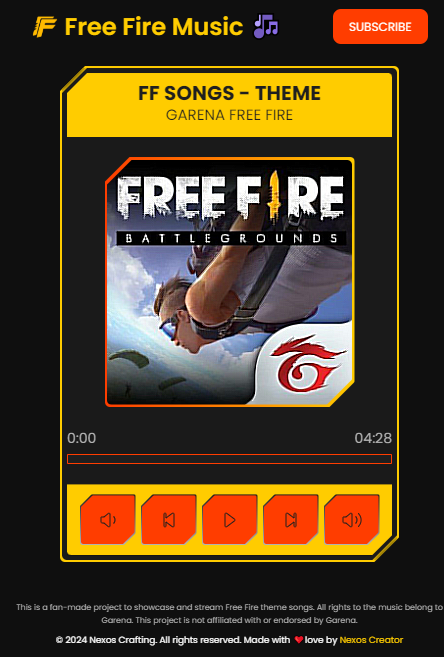 Free Fire Music
SUBSCRIBE
FF SONGS - THEME
GARENA FREE FIRE
FREE FIRE
BATTLEGROUNDS
0:00
04:28
This is a fan-made project to showcase and stream Free Fire theme songs. All rights to the music belong to
Garena. This project is not affiliated with or endorsed by Garena.
© 2024 Nexos Crafting. All rights reserved. Made with ❤️love by Nexos Creator